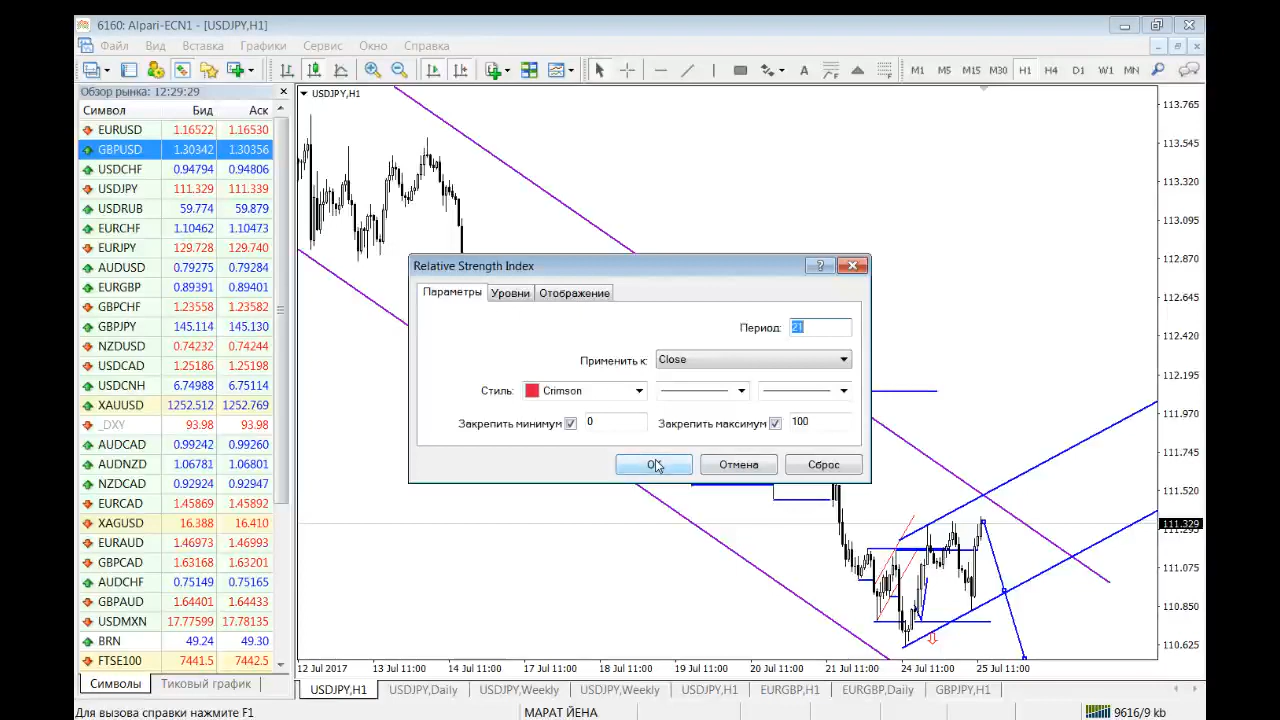 6160: Alpari-ECN1 - [USDJPY,H1]
Файл Вид Вставка Графики Сервис Окно Справка
A M1 M5 M15 M30 H1 H4 D1 W1 MN
Обзор рынка: 12:29:29
Символ Бид Аск
EURUSD 1.16522 1.16530
GBPUSD 1.30342 1.30356
USDCHF 0.94794 0.94806
USDJPY 111.329 111.339
USDRUB 59.774 59.879
EURCHF 1.10462 1.10473
EURJPY 129.728 129.740
AUDUSD 0.79275 0.79284
EURGBP 0.89391 0.89401
GBPCHF 1.23558 1.23582
GBPJPY 145.114 145.130
NZDUSD 0.74232 0.74244
USDCAD 1.25186 1.25198
USDCNH 6.74988 6.75114
XAUUSD 1252.512 1252.769
_DXY 93.98 93.98
AUDCAD 0.99242 0.99260
AUDNZD 1.06781 1.06801
NZDCAD 0.92924 0.92947
EURCAD 1.45869 1.45892
XAGUSD 16.388 16.410
EURAUD 1.46973 1.46993
GBPCAD 1.63168 1.63201
AUDCHF 0.75149 0.75165
GBPAUD 1.64401 1.64433
USDMXN 17.77599 17.78135
BRN 49.24 49.30
FTSE100 7441.5 7442.5
Символы Тиковый график
USDJPY,H1
Relative Strength Index
Параметры Уровни Отображение
Период: 21
Применить к: Close
Стиль: Crimson
Закрепить минимум 0 Закрепить максимум 100
OK Отмена Сброс
113.765
113.545
113.320
113.095
112.870
112.645
112.420
112.195
111.970
111.745
111.520
111.329
111.295
111.075
110.850
110.625
12 Jul 2017 13 Jul 11:00 14 Jul 11:00 17 Jul 11:00 18 Jul 11:00 19 Jul 11:00 20 Jul 11:00 21 Jul 11:00 24 Jul 11:00 25 Jul 11:00
USDJPY,H1 USDJPY,Daily USDJPY,Weekly USDJPY,Weekly USDJPY,H1 EURGBP,H1 EURGBP,Daily GBPJPY,H1
Для вызова справки нажмите F1 МАРАТ ЙЕНА 9616/9 kb